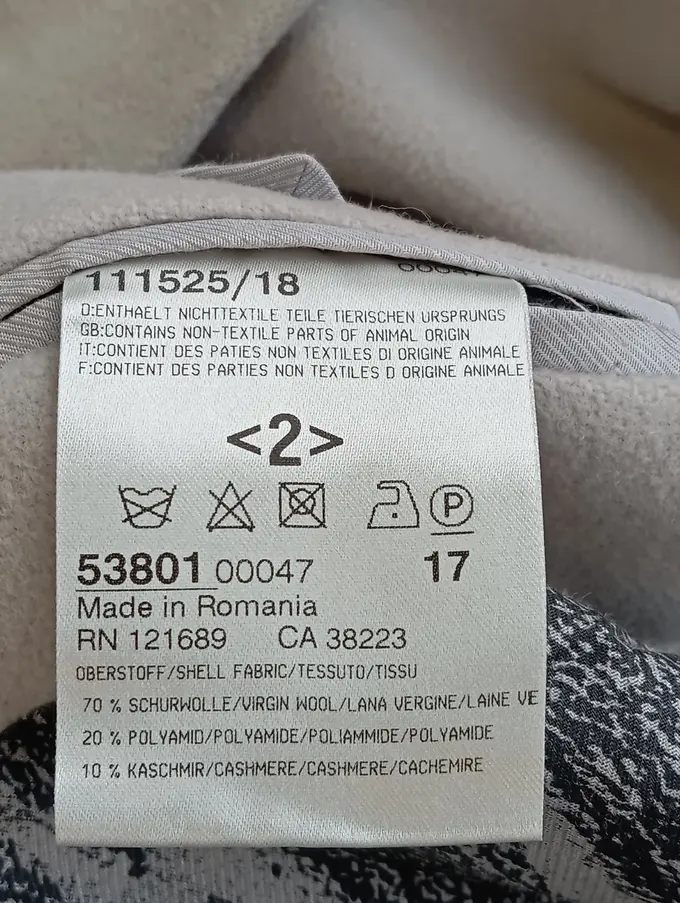 111525/18
D:ENTHAELT NICHTTEXTILE TEILE TIERISCHEN URSPRUNGS
GB:CONTAINS NON-TEXTILE PARTS OF ANIMAL ORIGIN
IT:CONTIENT DES PATIES NON TEXTILES DI ORIGINE ANIMALE
F:CONTIENT DES PARTIES NON TEXTILES D ORIGINE ANIMALE
<2>
P
53801 00047 17
Made in Romania
RN 121689 CA 38223
OBERSTOFF/SHELL FABRIC/TESSUTO/TISSU
70 % SCHURWOLLE/VIRGIN WOOL/LANA VERGINE/LAINE VE
20 % POLYAMID/POLYAMIDE/POLIAMMIDE/POLYAMIDE
10 % KASCHMIR/CASHMERE/CASHMERE/CACHEMIRE